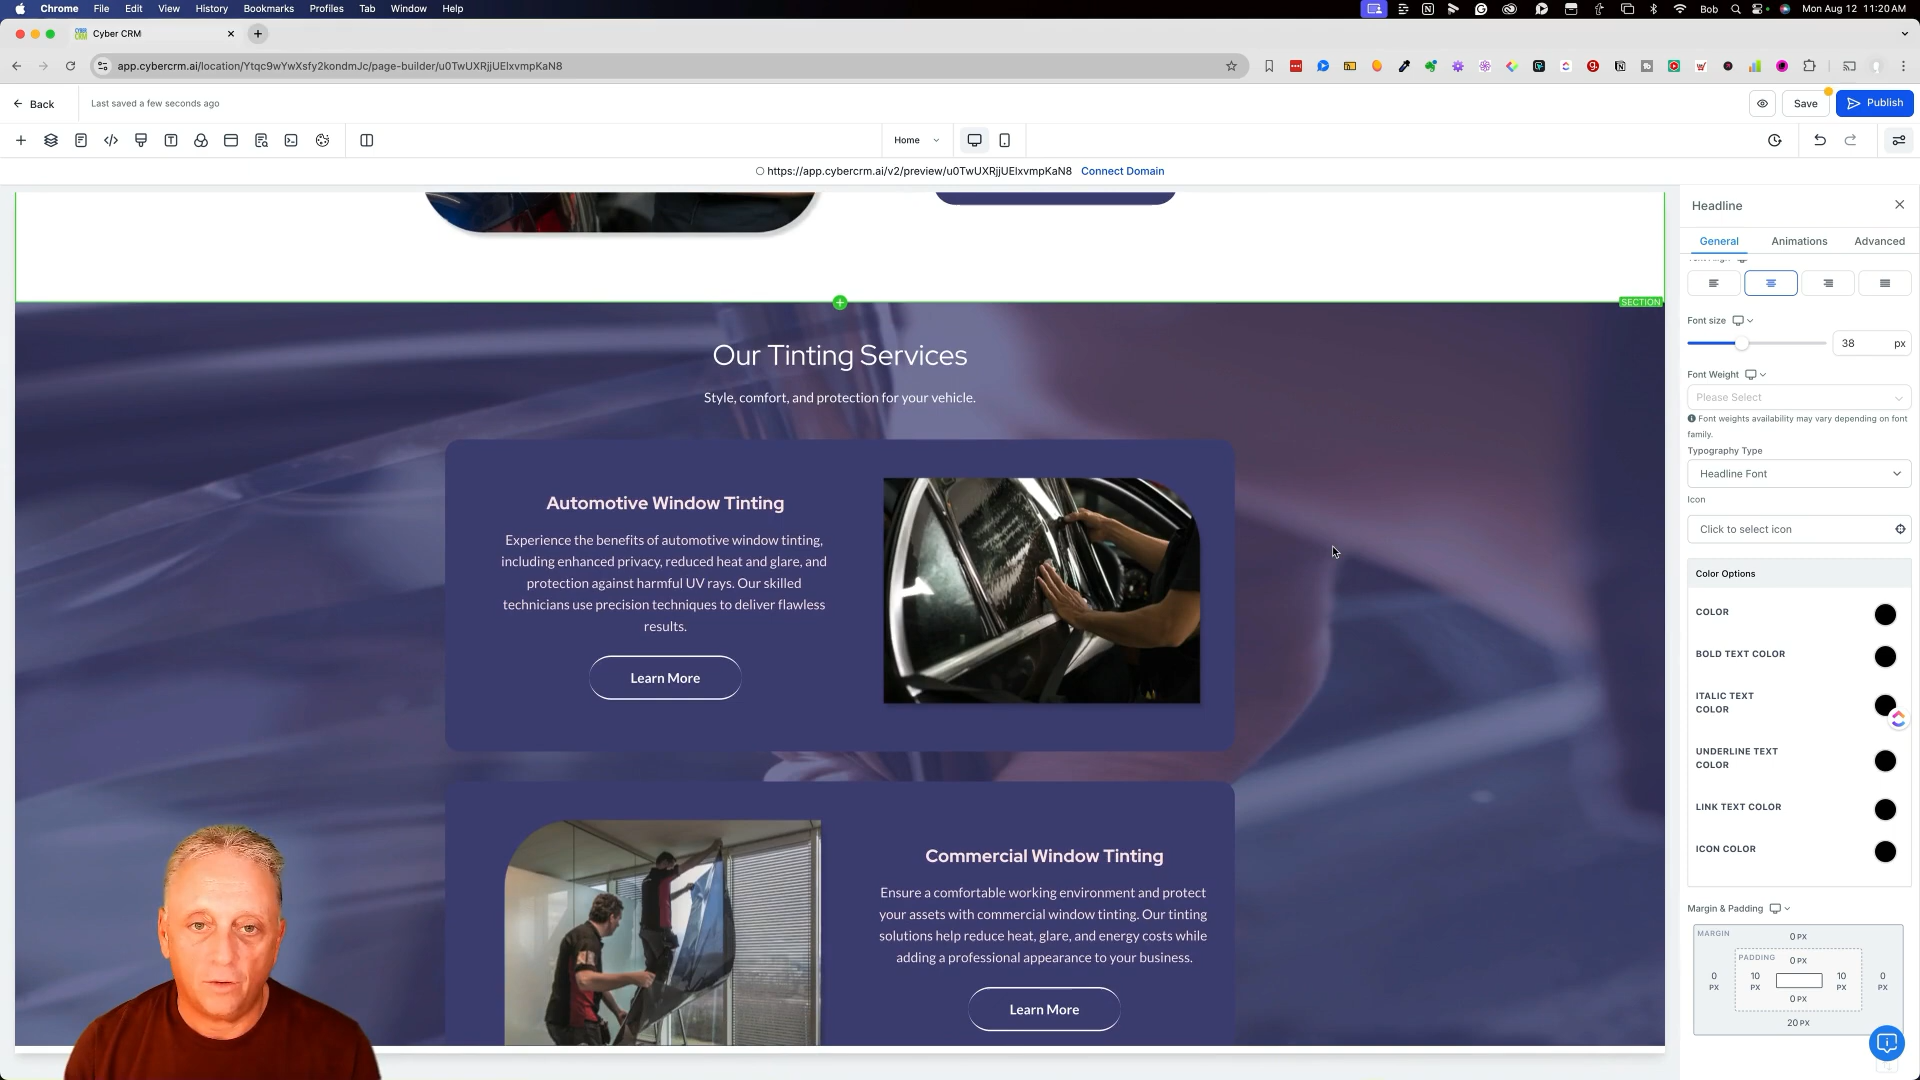 Chrome File Edit View History Bookmarks Profiles Tab Window Help
Bob Mon Aug 12 11:20 AM
Cyber CRM
app.cybercrm.ai/location/Ytqc9wYwXsfy2kondmJc/page-builder/u0TwUXRjjUElxvmpKaN8
Back Last saved a few seconds ago Save Publish
Home
https://app.cybercrm.ai/v2/preview/u0TwUXRjjUElxvmpKaN8 Connect Domain
SECTION
Our Tinting Services
Style, comfort, and protection for your vehicle.
Automotive Window Tinting
Experience the benefits of automotive window tinting,
including enhanced privacy, reduced heat and glare, and
protection against harmful UV rays. Our skilled
technicians use precision techniques to deliver flawless
results.
Learn More
Commercial Window Tinting
Ensure a comfortable working environment and protect
your assets with commercial window tinting. Our tinting
solutions help reduce heat, glare, and energy costs while
adding a professional appearance to your business.
Learn More
Headline
General Animations Advanced
Font size
38 px
Font Weight
Please Select
Font weights availability may vary depending on font
family.
Typography Type
Headline Font
Icon
Click to select icon
Color Options
COLOR
BOLD TEXT COLOR
ITALIC TEXT
COLOR
UNDERLINE TEXT
COLOR
LINK TEXT COLOR
ICON COLOR
Margin & Padding
MARGIN
0 PX
PADDING
0 PX
0 PX
10 PX
10 PX
0 PX
0 PX
20 PX